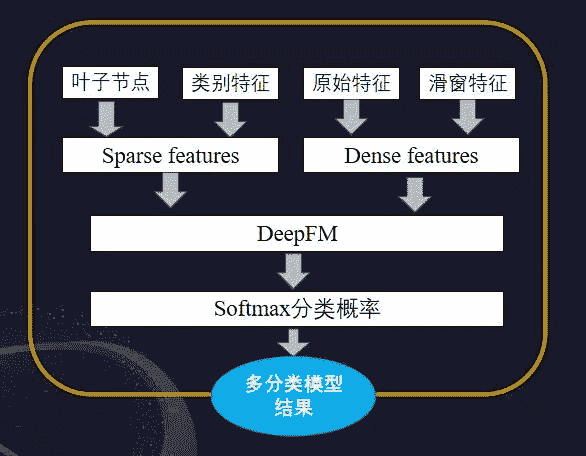 叶子节点 类别特征 原始特征 滑窗特征
Sparse features Dense features
DeepFM
Softmax分类概率
多分类模型
结果